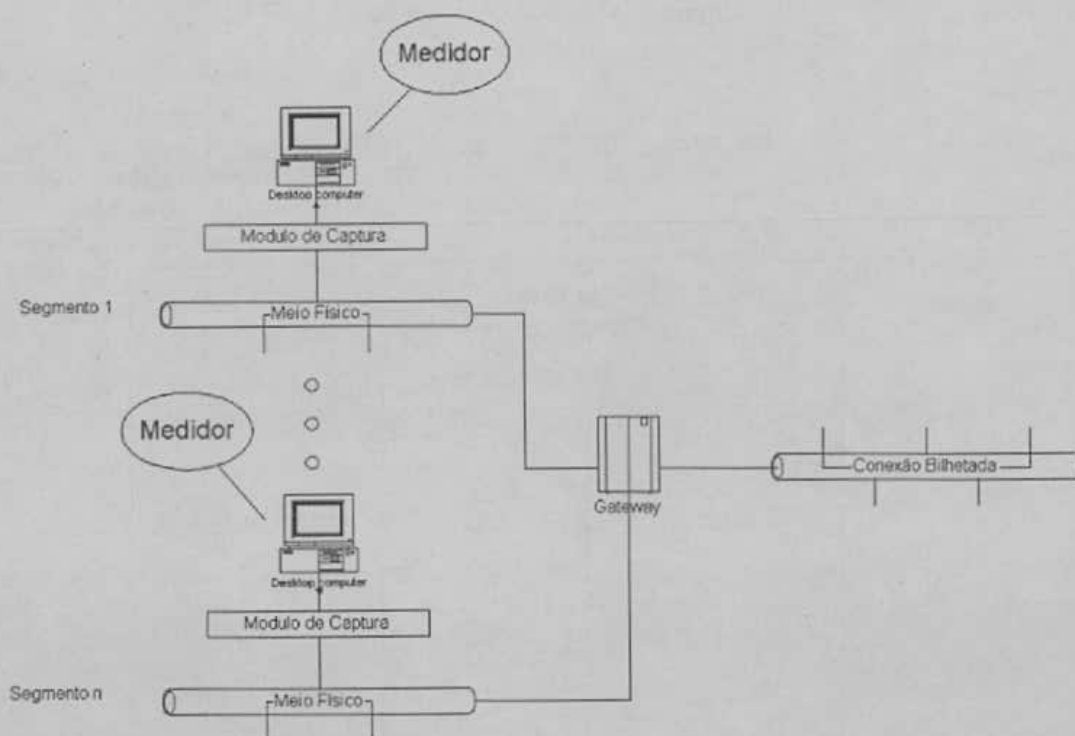 Medidor
Desktop computer
Modulo de Captura
Segmento 1
Meio Físico
Medidor
Conexão Bilhetada
Gateway
Desktop computer
Modulo de Captura
Segmento n
Meio Físico